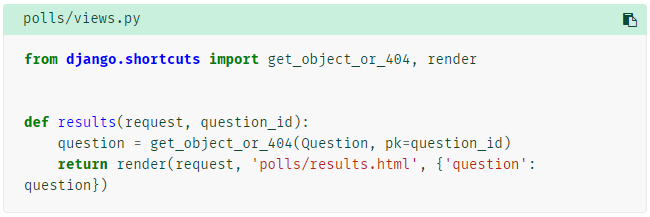 polls/views.py
from django.shortcuts import get_object_or_404, render
def results(request, question_id):
    question = get_object_or_404(Question, pk=question_id)
    return render(request, 'polls/results.html', {'question':
question})